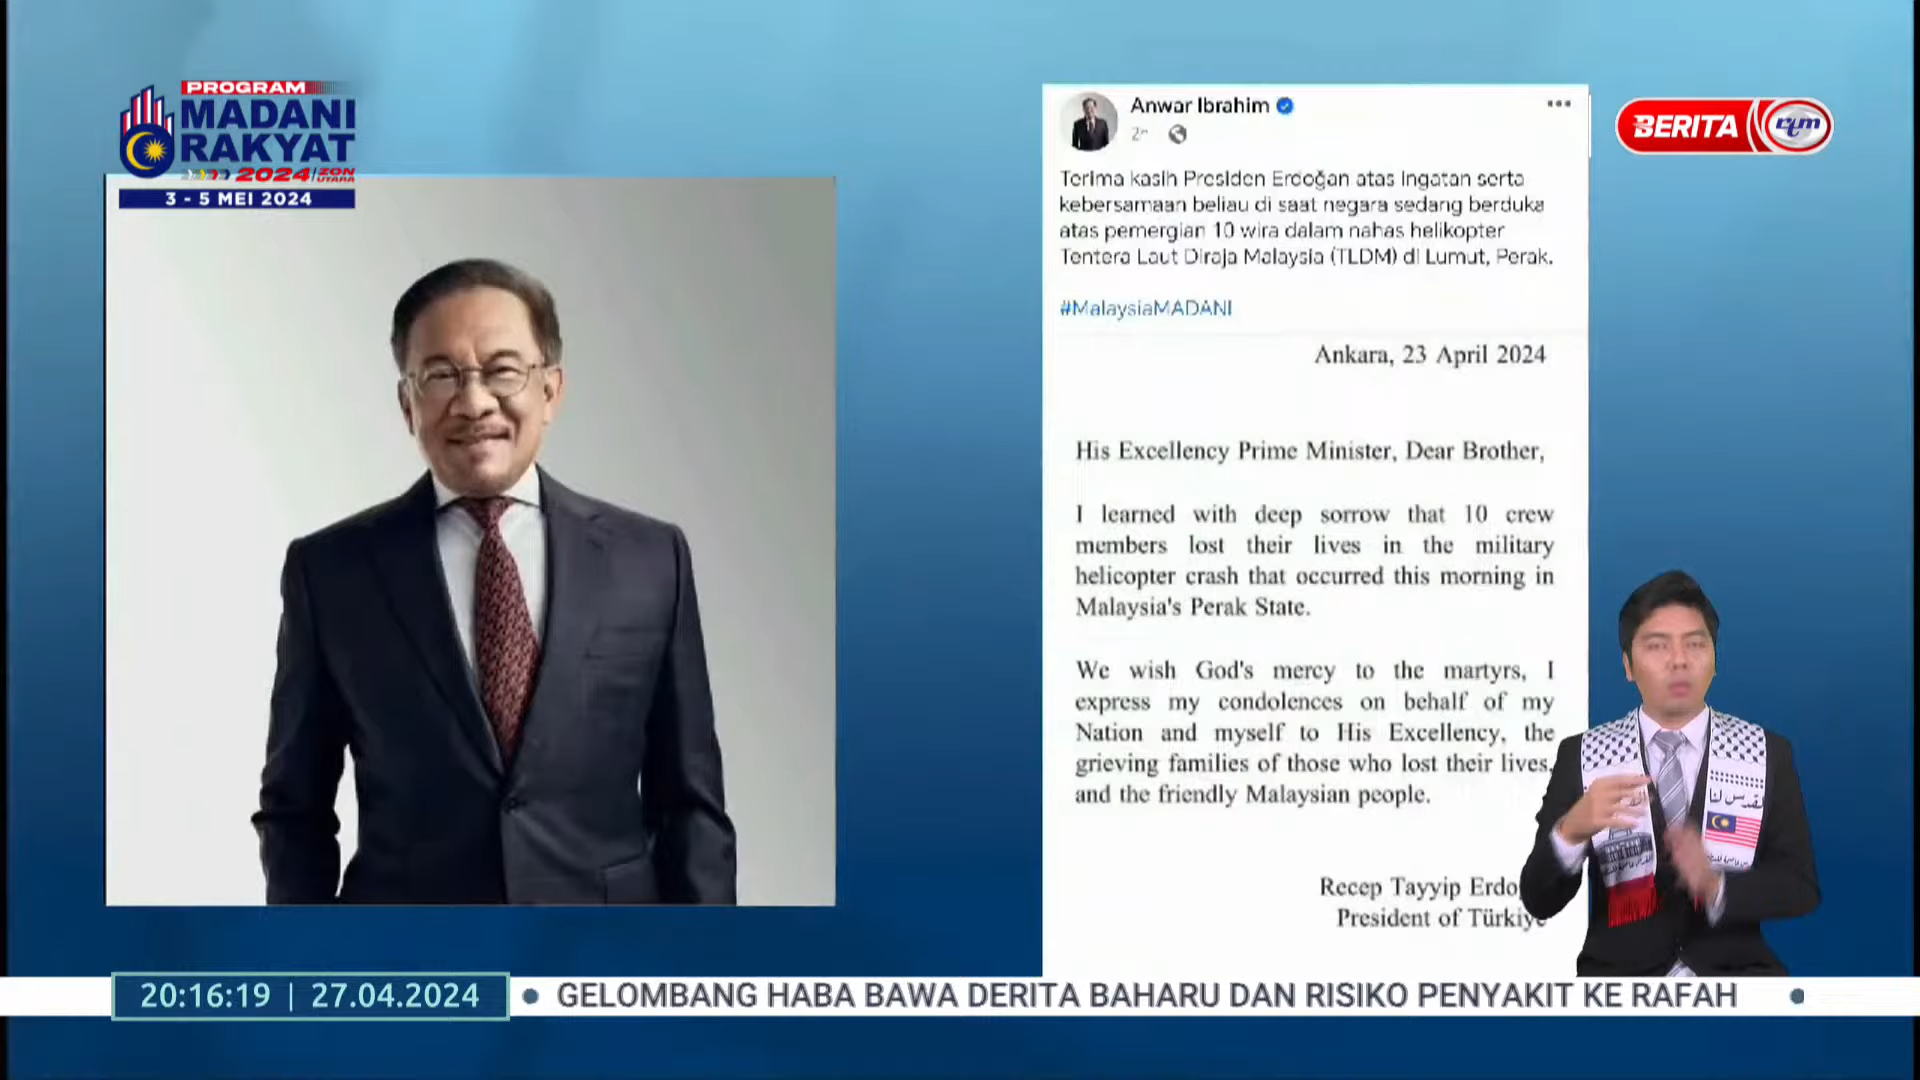 PROGRAM
MADANI
RAKYAT
2024 ZON UTARA
3 - 5 MEI 2024
BERITA rtm
Anwar Ibrahim
Terima kasih Presiden Erdoğan atas ingatan serta
kebersamaan beliau di saat negara sedang berduka
atas pemergian 10 wira dalam nahas helikopter
Tentera Laut Diraja Malaysia (TLDM) di Lumut, Perak.
#MalaysiaMADANI
Ankara, 23 April 2024
His Excellency Prime Minister, Dear Brother,
I learned with deep sorrow that 10 crew
members lost their lives in the military
helicopter crash that occurred this morning in
Malaysia's Perak State.
We wish God's mercy to the martyrs, I
express my condolences on behalf of my
Nation and myself to His Excellency, the
grieving families of those who lost their lives,
and the friendly Malaysian people.
Recep Tayyip Erdo
President of Türkiye
20:16:19 | 27.04.2024
GELOMBANG HABA BAWA DERITA BAHARU DAN RISIKO PENYAKIT KE RAFAH